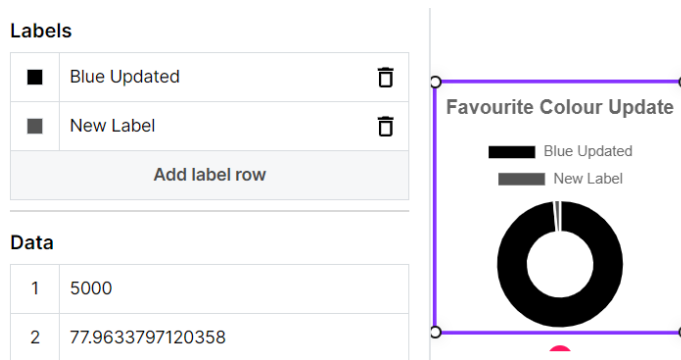 Labels
Blue Updated
New Label
Add label row
Data
1 5000
2 77.9633797120358
Favourite Colour Update
Blue Updated
New Label